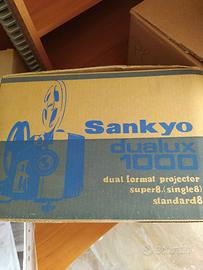 Sankyo
dualux
1000
dual format projector
super8.(single8)
standard8